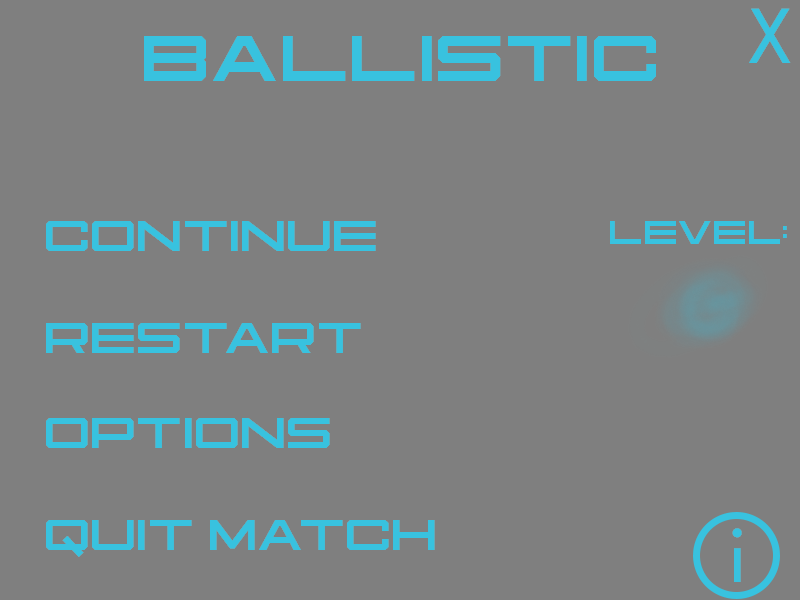 BALLISTIC
X
CONTINUE
LEVEL:
RESTART
OPTIONS
QUIT MATCH
i